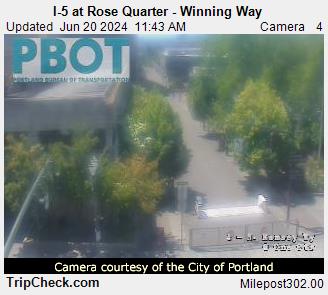 I-5 at Rose Quarter - Winning Way
Updated Jun 20 2024 11:43 AM Camera 4
PBOT
PORTLAND BUREAU OF TRANSPORTATION
Camera courtesy of the City of Portland
TripCheck.com Milepost302.00